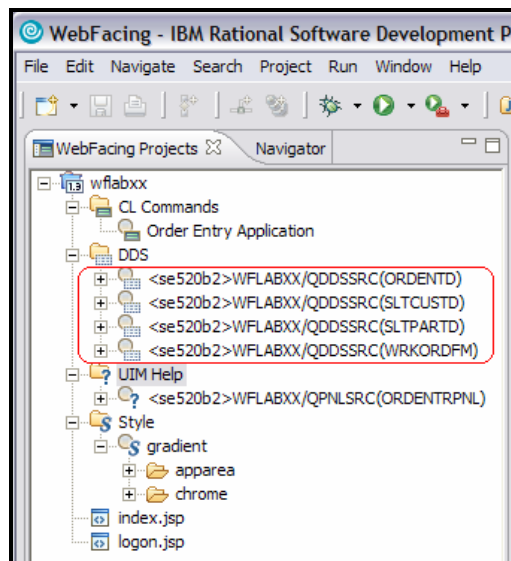 WebFacing - IBM Rational Software Development P
File Edit Navigate Search Project Run Window Help
WebFacing Projects Navigator
1.3 wflabxx
CL Commands
Order Entry Application
DDS
<se520b2>WFLABXX/QDDSSRC(ORDENTD)
<se520b2>WFLABXX/QDDSSRC(SLTCUSTD)
<se520b2>WFLABXX/QDDSSRC(SLTPARTD)
<se520b2>WFLABXX/QDDSSRC(WRKORDFM)
UIM Help
<se520b2>WFLABXX/QPNLSRC(ORDENTRPNL)
Style
gradient
apparea
chrome
index.jsp
logon.jsp